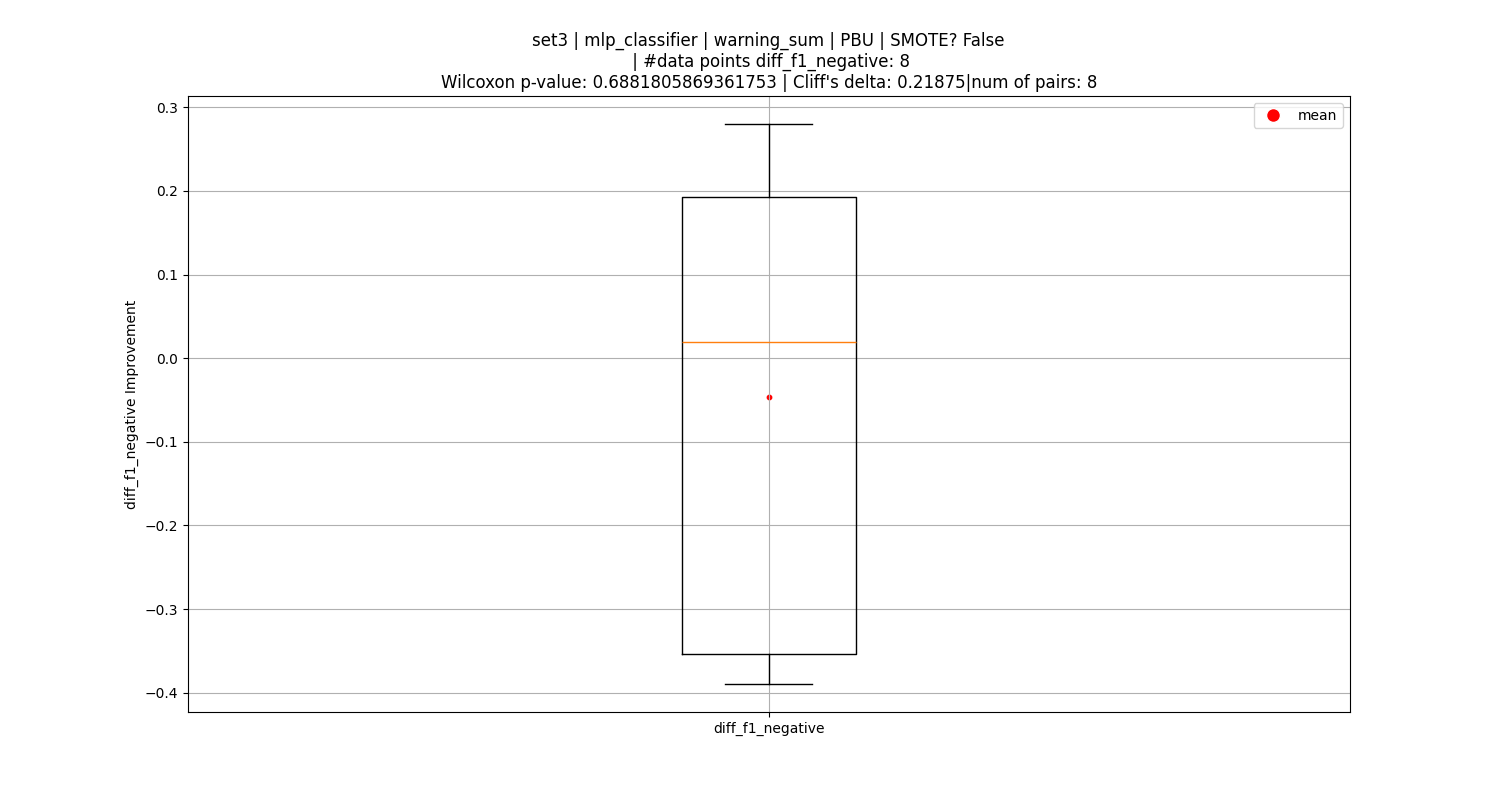 set3 | mlp_classifier | warning_sum | PBU | SMOTE? False
| #data points diff_f1_negative: 8
Wilcoxon p-value: 0.6881805869361753 | Cliff's delta: 0.21875|num of pairs: 8
mean
0.3
0.2
0.1
0.0
−0.1
−0.2
−0.3
−0.4
diff_f1_negative Improvement
diff_f1_negative